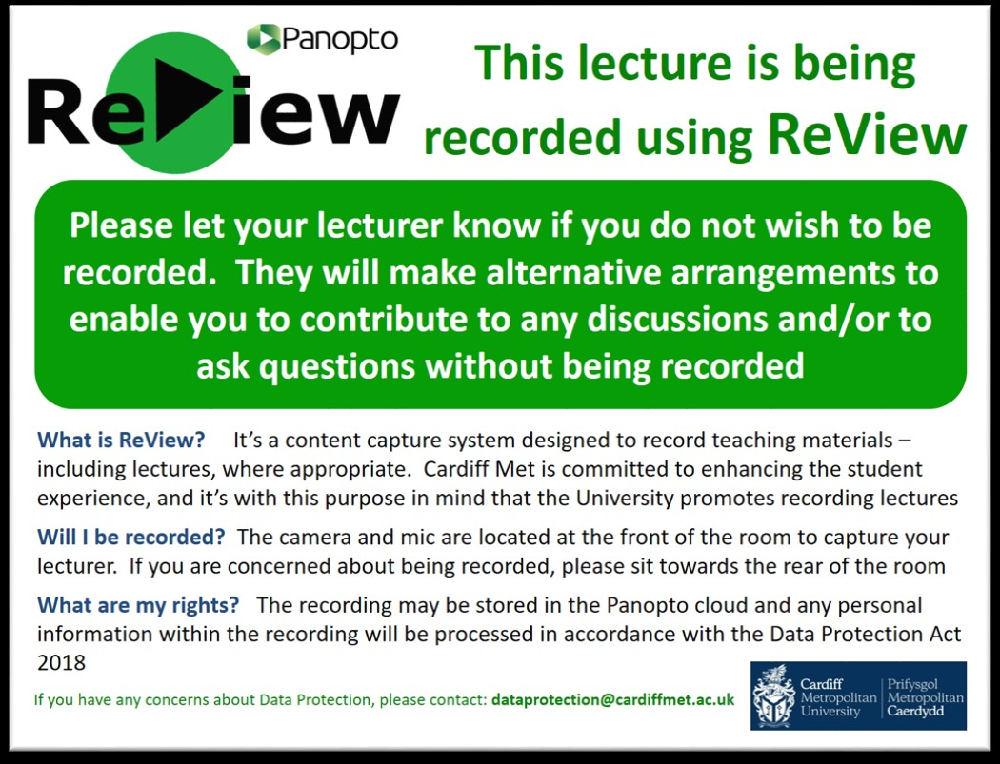 Panopto
ReView
This lecture is being
recorded using ReView
Please let your lecturer know if you do not wish to be
recorded.  They will make alternative arrangements to
enable you to contribute to any discussions and/or to
ask questions without being recorded
What is ReView?    It’s a content capture system designed to record teaching materials –
including lectures, where appropriate.  Cardiff Met is committed to enhancing the student
experience, and it’s with this purpose in mind that the University promotes recording lectures
Will I be recorded?  The camera and mic are located at the front of the room to capture your
lecturer.  If you are concerned about being recorded, please sit towards the rear of the room
What are my rights?   The recording may be stored in the Panopto cloud and any personal
information within the recording will be processed in accordance with the Data Protection Act
2018
If you have any concerns about Data Protection, please contact: dataprotection@cardiffmet.ac.uk
Cardiff
Metropolitan
University
Prifysgol
Metropolitan
Caerdydd